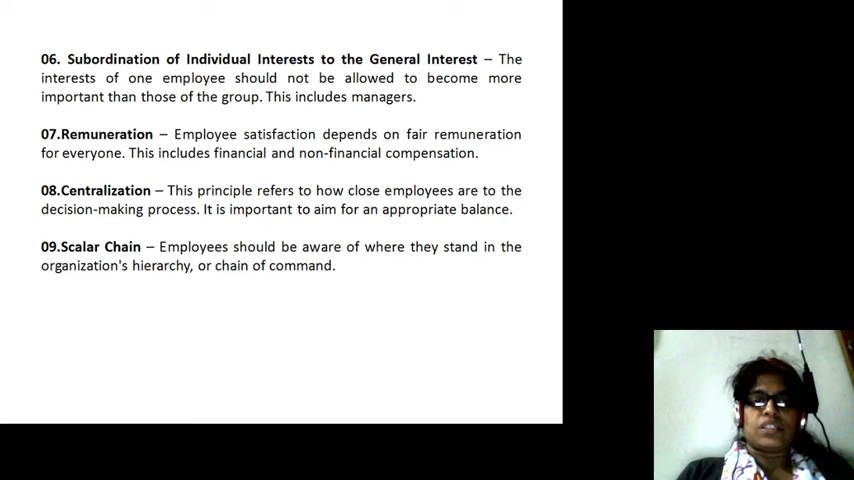 06. Subordination of Individual Interests to the General Interest – The
interests of one employee should not be allowed to become more
important than those of the group. This includes managers.
07.Remuneration – Employee satisfaction depends on fair remuneration
for everyone. This includes financial and non-financial compensation.
08.Centralization – This principle refers to how close employees are to the
decision-making process. It is important to aim for an appropriate balance.
09.Scalar Chain – Employees should be aware of where they stand in the
organization's hierarchy, or chain of command.